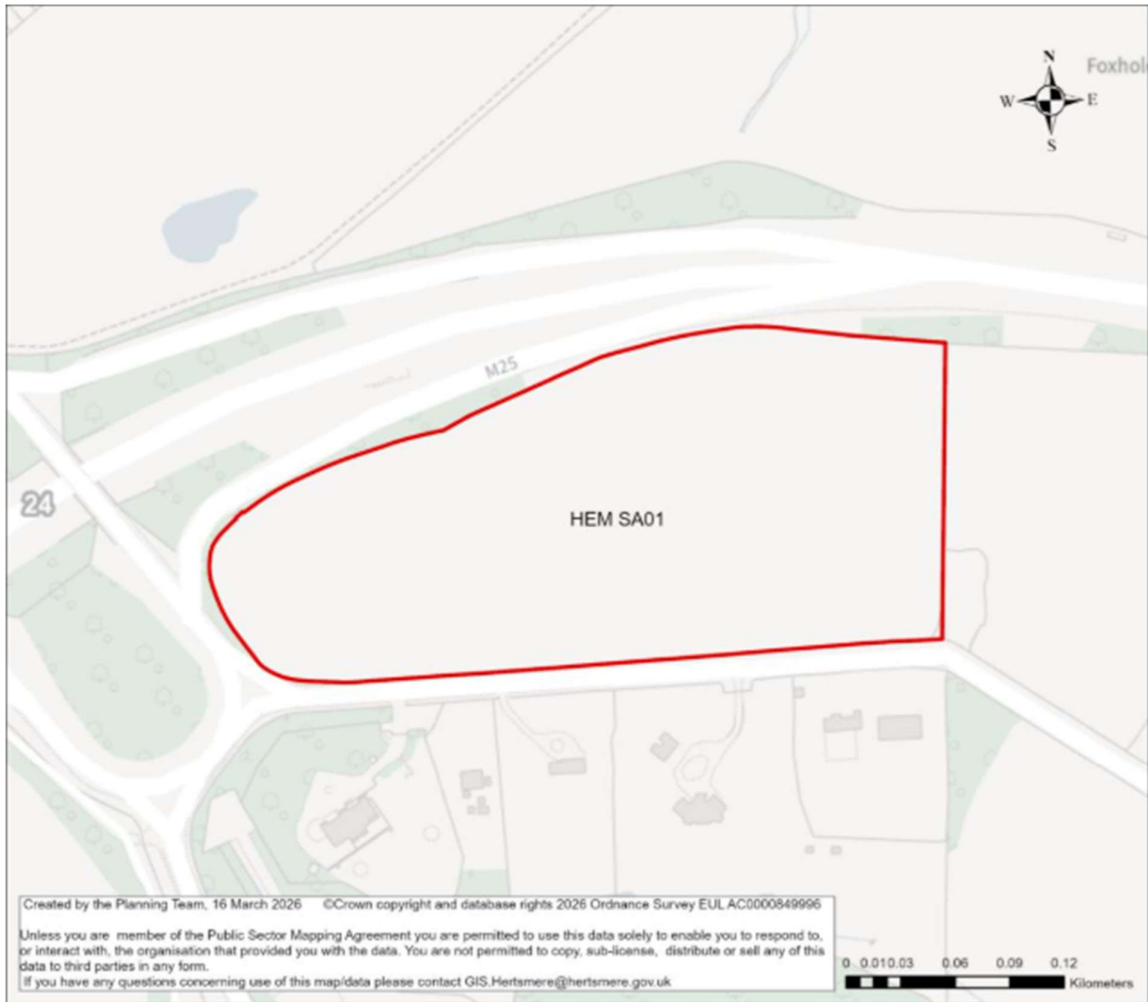 N
Foxhol
W E
S
M25
24
HEM SA01
Created by the Planning Team, 16 March 2026 ©Crown copyright and database rights 2026 Ordnance Survey EUL AC0000849996
Unless you are member of the Public Sector Mapping Agreement you are permitted to use this data solely to enable you to respond to,
or interact with, the organisation that provided you with the data. You are not permitted to copy, sub-license, distribute or sell any of this
data to third parties in any form.
If you have any questions concerning use of this map/data please contact GIS.Hertsmere@hertsmere.gov.uk
0 0.010.03 0.06 0.09 0.12
Kilometers